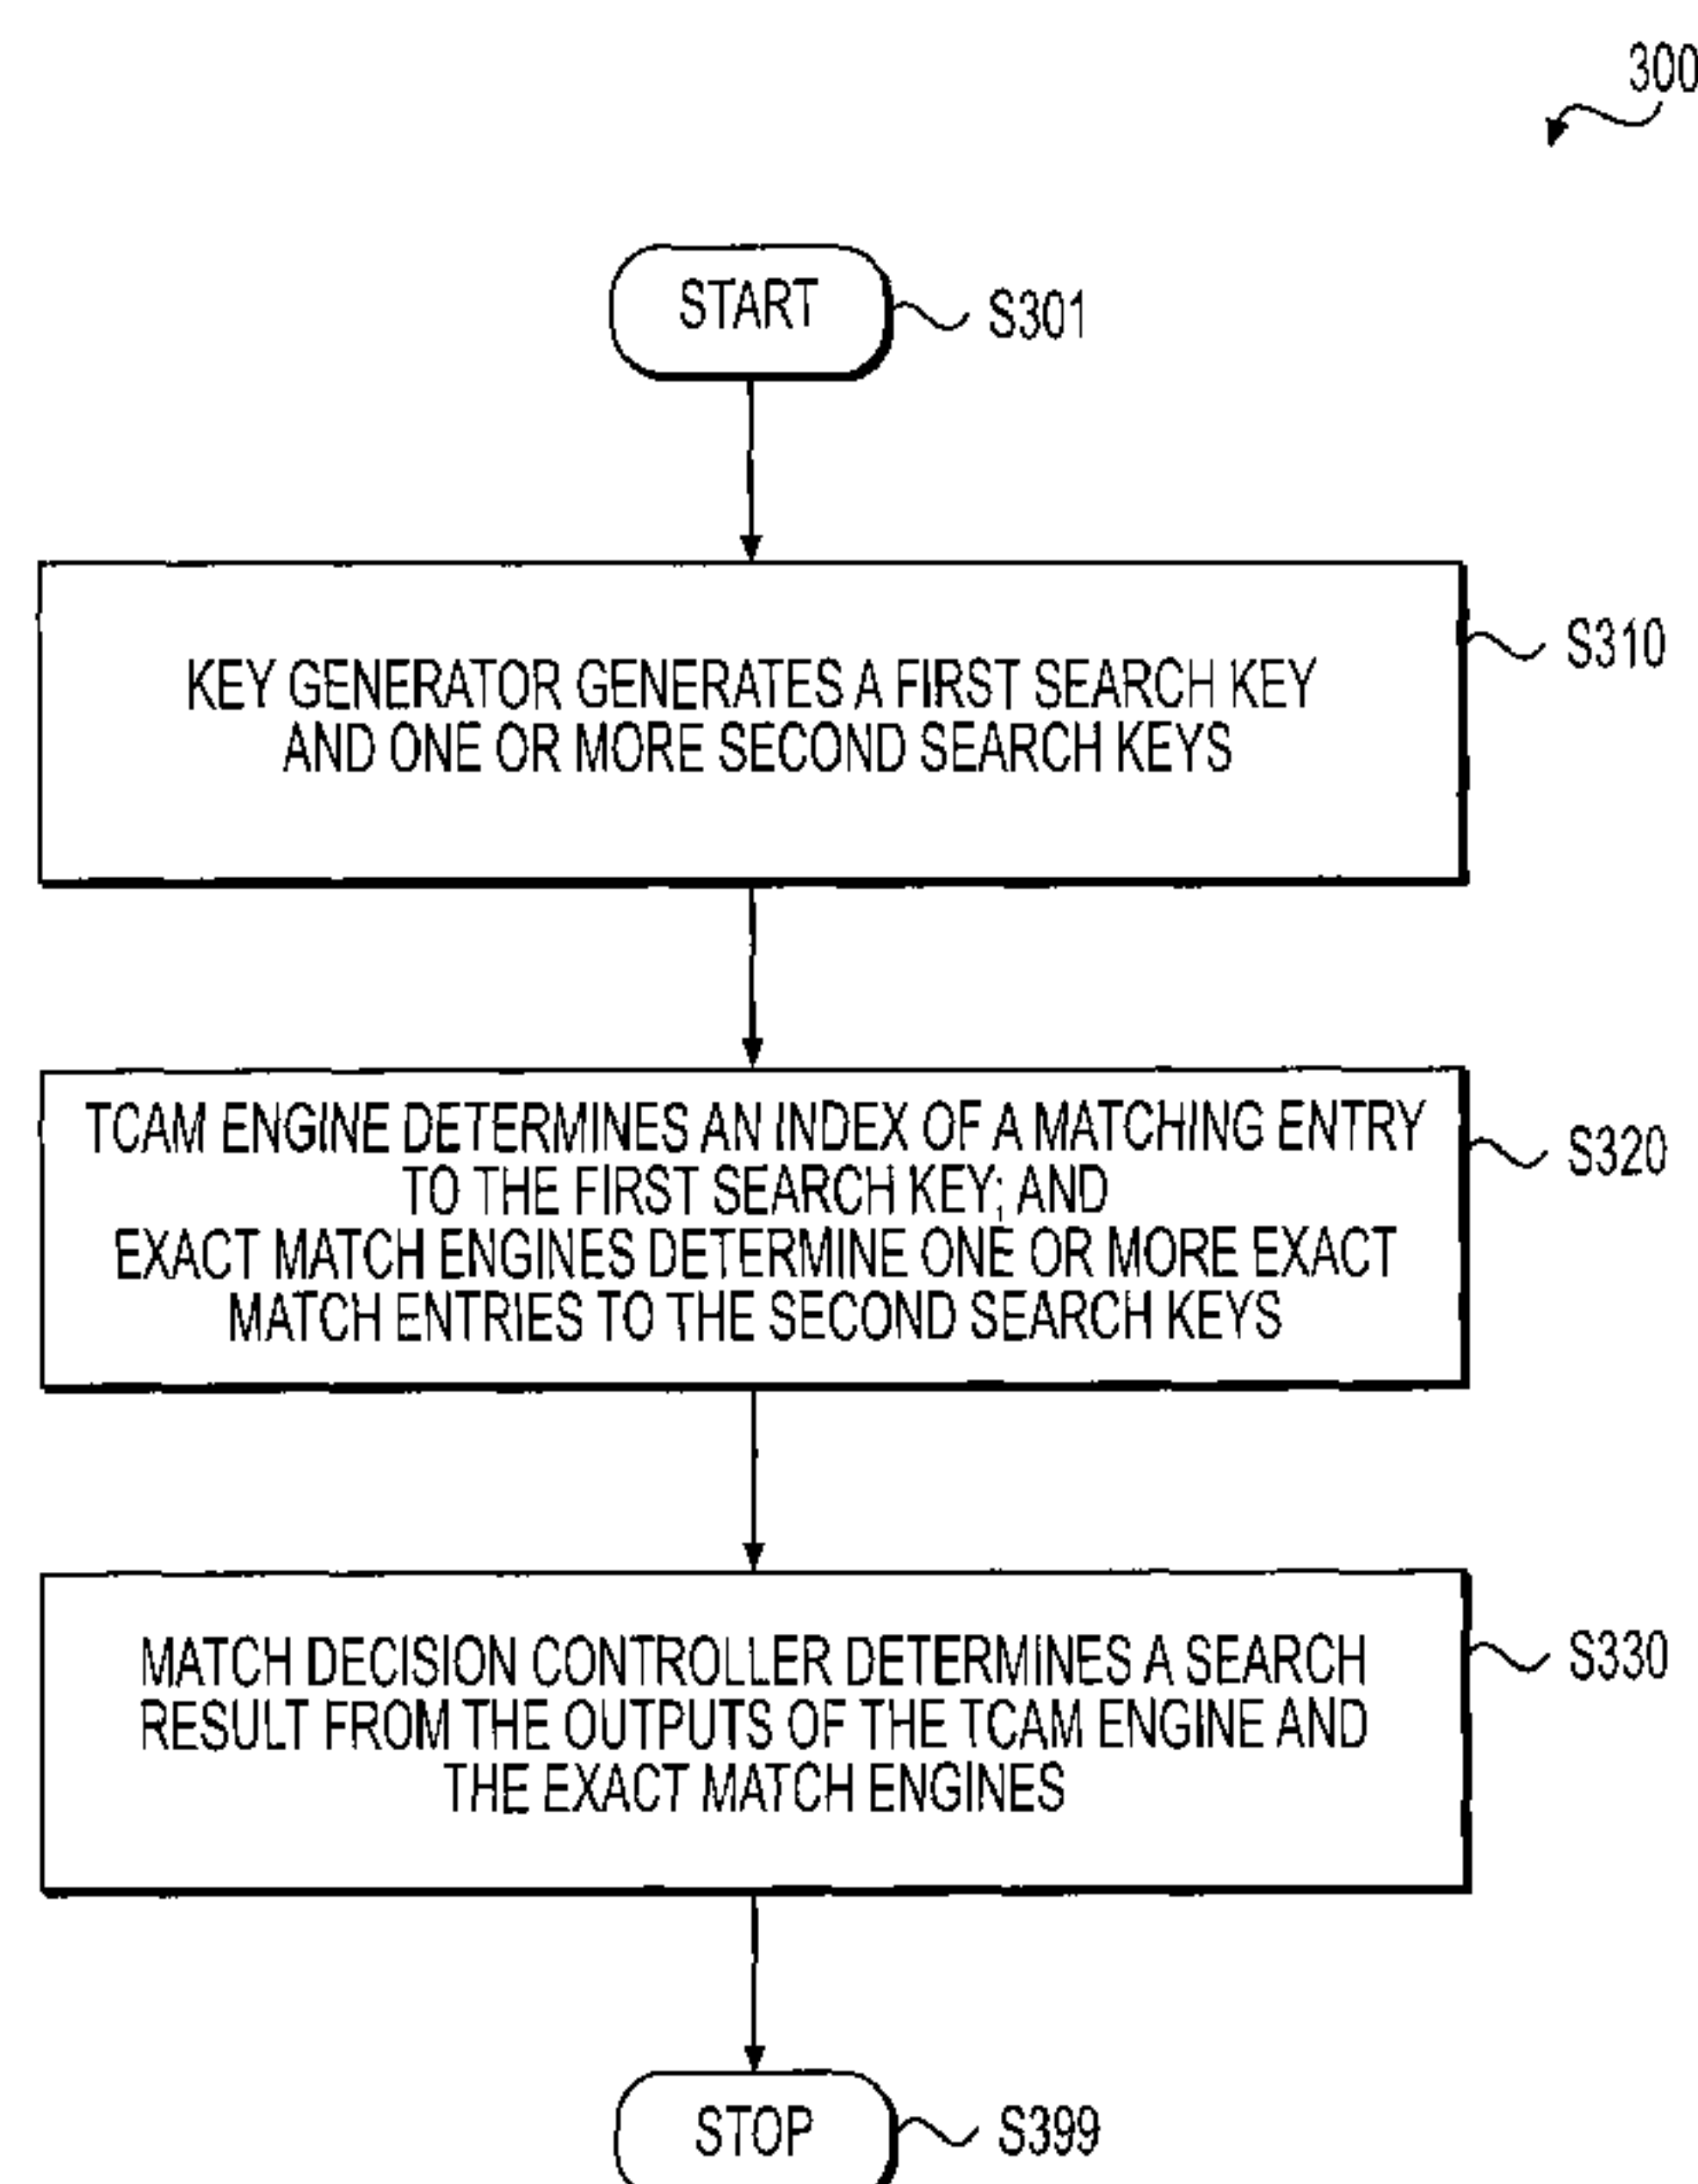 300
START
S301
KEY GENERATOR GENERATES A FIRST SEARCH KEY
AND ONE OR MORE SECOND SEARCH KEYS
S310
TCAM ENGINE DETERMINES AN INDEX OF A MATCHING ENTRY
TO THE FIRST SEARCH KEY; AND
EXACT MATCH ENGINES DETERMINE ONE OR MORE EXACT
MATCH ENTRIES TO THE SECOND SEARCH KEYS
S320
MATCH DECISION CONTROLLER DETERMINES A SEARCH
RESULT FROM THE OUTPUTS OF THE TCAM ENGINE AND
THE EXACT MATCH ENGINES
S330
STOP
S399